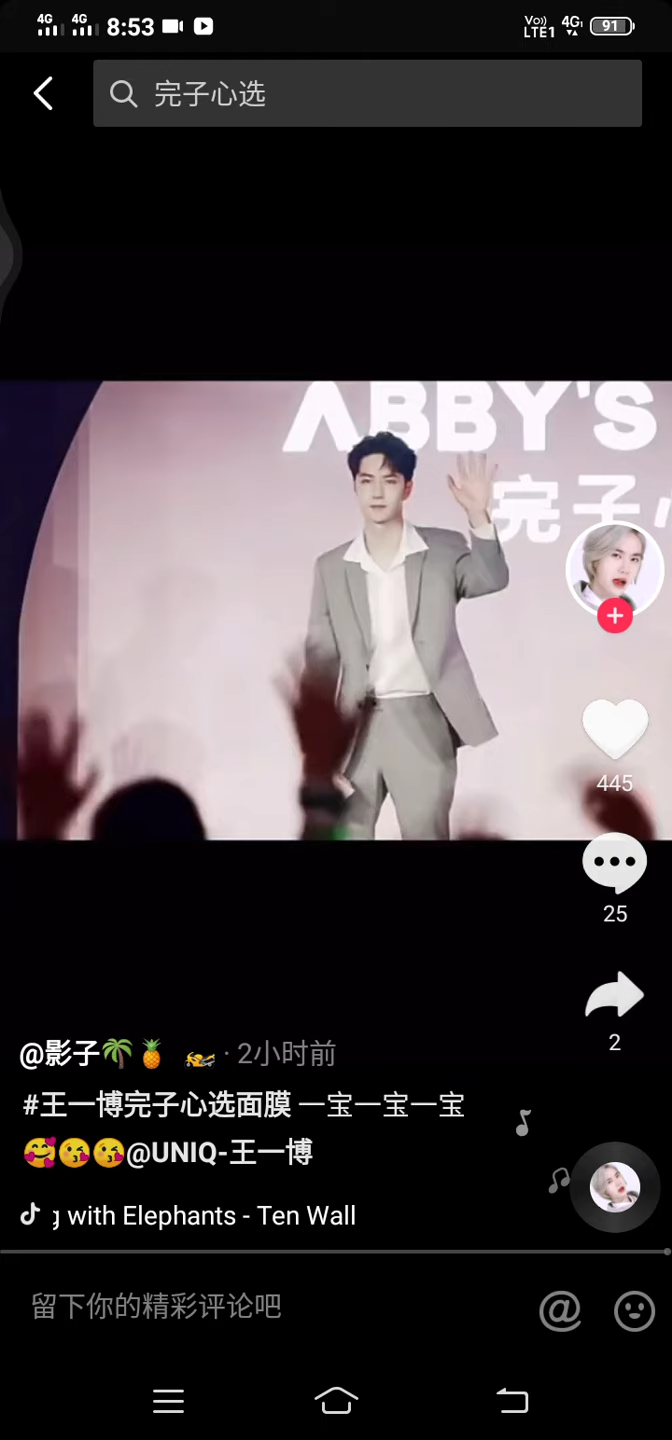 4G 4G 8:53 Vo)) LTE1 4G 91
完子心选
ABBY'S
完子心
445
25
2
@影子🌴🍍 🏍️ · 2小时前
#王一博完子心选面膜 一宝一宝一宝
🥰😘😘@UNIQ-王一博
g with Elephants - Ten Wall
留下你的精彩评论吧